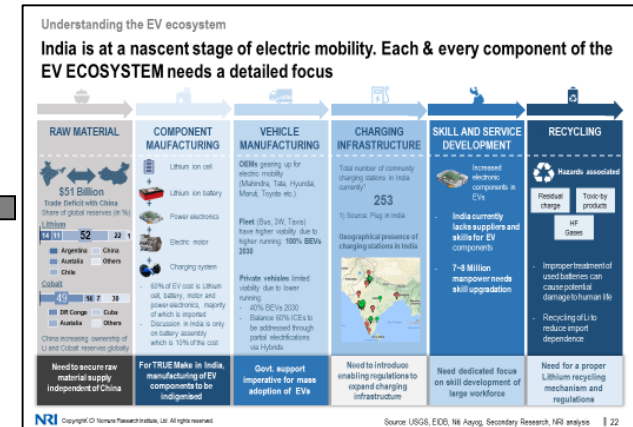 Understanding the EV ecosystem
India is at a nascent stage of electric mobility. Each & every component of the
EV ECOSYSTEM needs a detailed focus
RAW MATERIAL
$51 Billion
Trade Deficit with China
Share of global reserves (in %)
Lithium
14 11 52 22 1
Argentina China
Austalia Others
Chile
Cobalt
49 30
DR Congo Cuba
Austalia Others
China increasing ownership of
Li and Cobalt reserves globally
Need to secure raw
material supply
independent of China
COMPONENT
MAUFACTURING
Lithium ion cell
+
Lithium ion battery
+
Power electronics
+
Electric motor
+
Charging system
- 60% of EV cost is Lithium
cell, battery, motor and
power electronics, majority
of which is imported
- Discussion in India is only
on battery assembly
which is 10% of the cost
For TRUE Make in India,
manufacturing of EV
components to be
indigenised
VEHICLE
MANUFACTURING
OEMs gearing up for
electric mobility
(Mahindra, Tata, Hyundai,
Maruti, Toyota etc.)
Fleet (Bus, 3W, Taxis)
have higher viability due to
higher running: 100% BEVs
2030
Private vehicles limited
viability due to lower
running:
- 40% BEVs 2030
- Balance 60% ICEs to
be addressed through
partial electrifications
via Hybrids
Govt. support
imperative for mass
adoption of EVs
CHARGING
INFRASTRUCTURE
Total number of community
charging stations in India
currently¹
253
1) Source: Plug in India
Geographical presence of
charging stations in India
Need to introduce
enabling regulations to
expand charging
infrastructure
SKILL AND SERVICE
DEVELOPMENT
Increased
electronic
components in
EVs
- India currently
lacks suppliers and
skills for EV
components
- 7~8 Million
manpower needs
skill upgradation
Need dedicated focus
on skill development of
large workforce
RECYCLING
Hazards associated
Residual
charge
Toxic-by
products
HF
Gases
- Improper treatment of
used batteries can
cause potential
damage to human life
- Recycling of Li to
reduce import
dependence
Need for a proper
Lithium recycling
mechanism and
regulations
NRI Copyright (C) Nomura Research Institute, Ltd. All rights reserved.
Source: USGS, EIDB, Niti Aayog, Secondary Research, NRI analysis 22